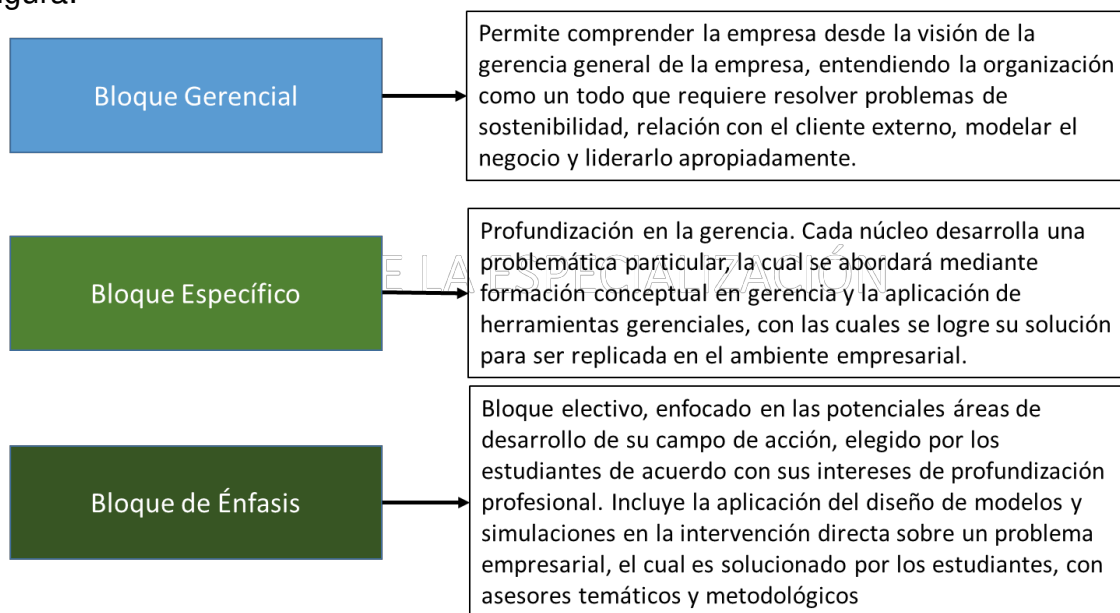 Bloque Gerencial
Permite comprender la empresa desde la visión de la
gerencia general de la empresa, entendiendo la organización
como un todo que requiere resolver problemas de
sostenibilidad, relación con el cliente externo, modelar el
negocio y liderarlo apropiadamente.
Bloque Específico
Profundización en la gerencia. Cada núcleo desarrolla una
problemática particular, la cual se abordará mediante
formación conceptual en gerencia y la aplicación de
herramientas gerenciales, con las cuales se logre su solución
para ser replicada en el ambiente empresarial.
LA ESPECIALIZACIÓN
Bloque de Énfasis
Bloque electivo, enfocado en las potenciales áreas de
desarrollo de su campo de acción, elegido por los
estudiantes de acuerdo con sus intereses de profundización
profesional. Incluye la aplicación del diseño de modelos y
simulaciones en la intervención directa sobre un problema
empresarial, el cual es solucionado por los estudiantes, con
asesores temáticos y metodológicos